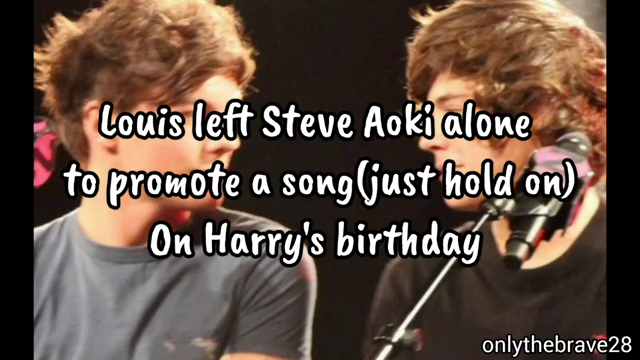 Louis left Steve Aoki alone
to promote a song(just hold on)
On Harry's birthday
onlythebrave28